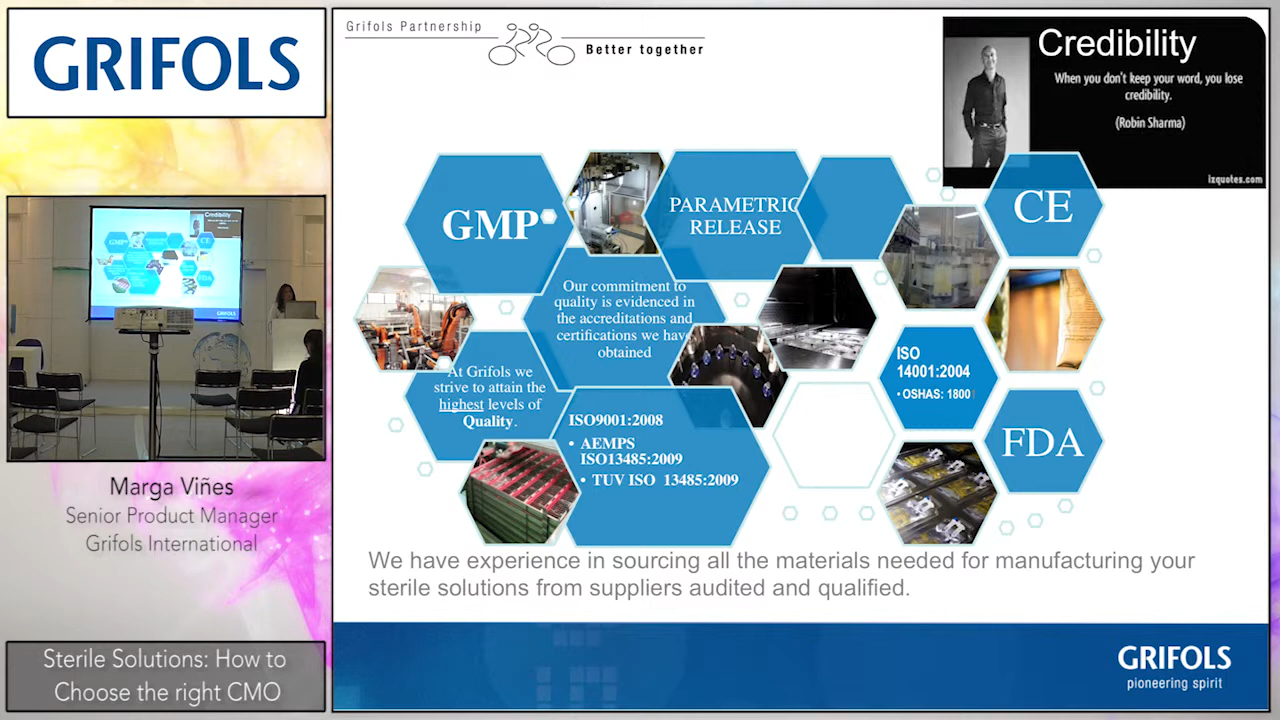 GRIFOLS
Marga Viñes
Senior Product Manager
Grifols International
Sterile Solutions: How to
Choose the right CMO
Grifols Partnership
Better together
Credibility
When you don't keep your word, you lose
credibility.
(Robin Sharma)
izquotes.com
GMP
PARAMETRIC
RELEASE
CE
Our commitment to
quality is evidenced in
the accreditations and
certifications we have
obtained
At Grifols we
strive to attain the
highest levels of
Quality.
ISO9001:2008
• AEMPS
ISO13485:2009
• TUV ISO 13485:2009
ISO
14001:2004
• OSHAS: 1800
FDA
We have experience in sourcing all the materials needed for manufacturing your
sterile solutions from suppliers audited and qualified.
GRIFOLS
pioneering spirit